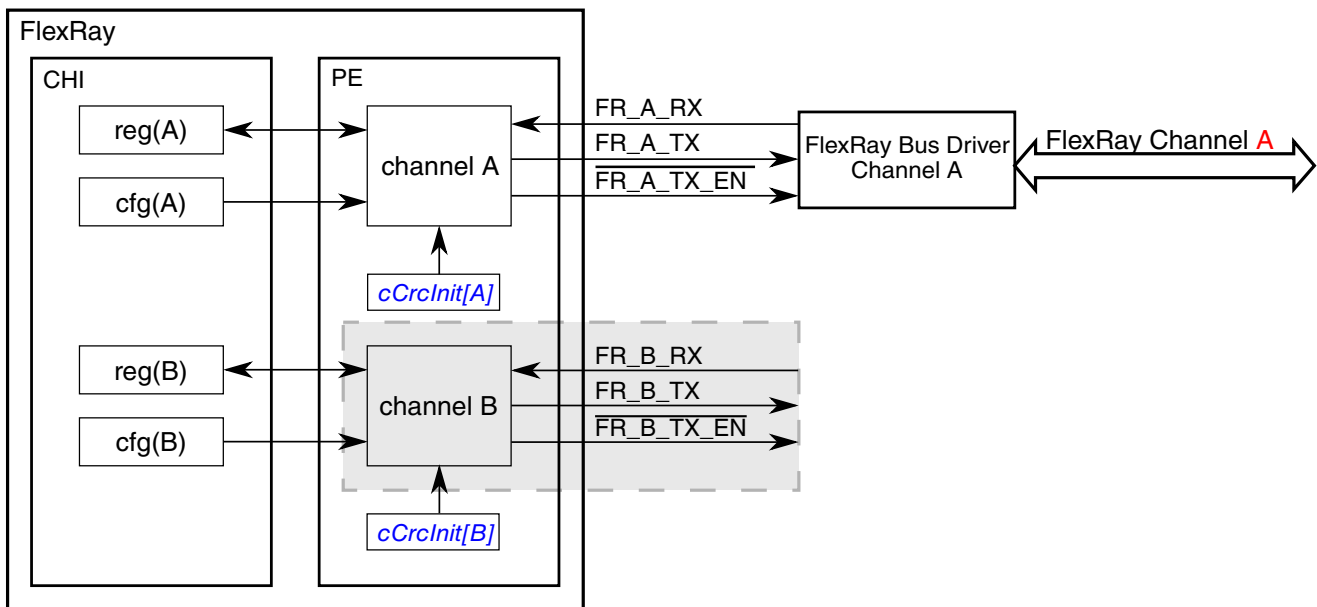 FlexRay
CHI
PE
reg(A)
cfg(A)
channel A
cCrcInit[A]
FR_A_RX
FR_A_TX
FR_A_TX_EN
FlexRay Bus Driver
Channel A
FlexRay Channel A
reg(B)
cfg(B)
channel B
cCrcInit[B]
FR_B_RX
FR_B_TX
FR_B_TX_EN